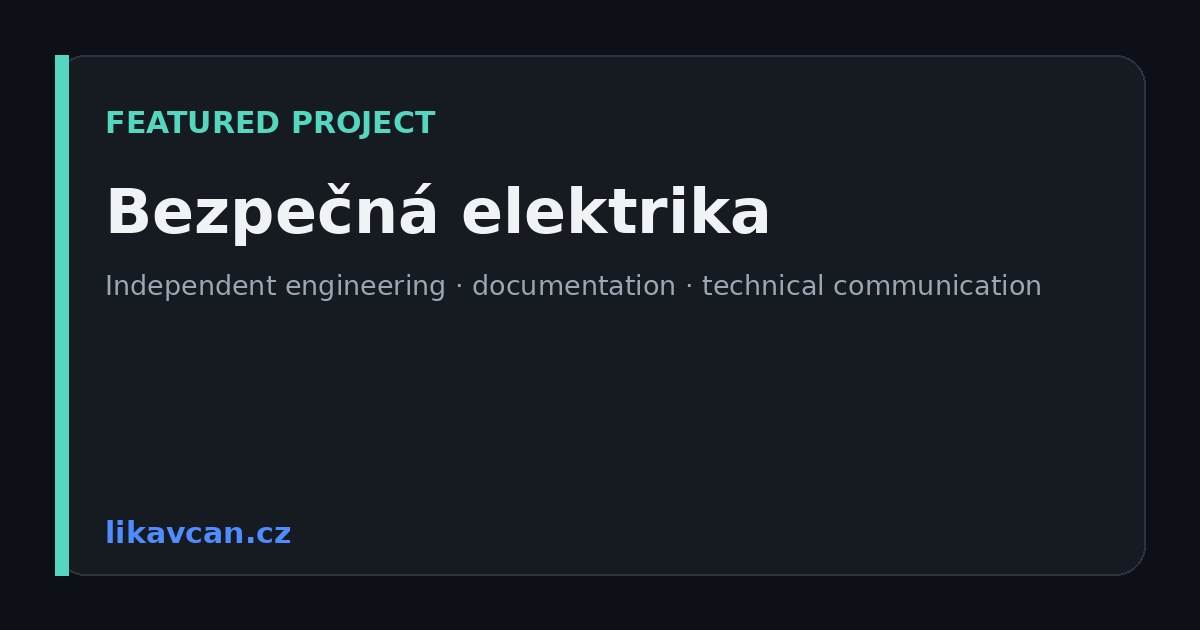 FEATURED PROJECT
Bezpečná elektrika
Independent engineering · documentation · technical communication
likavcan.cz